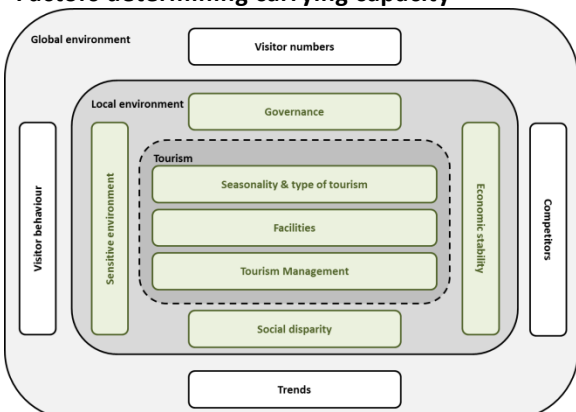 Factors determining carrying capacity
Global environment
Visitor numbers
Local environment
Governance
Tourism
Seasonality & type of tourism
Facilities
Tourism Management
Visitor behaviour
Sensitive environment
Economic stability
Competitors
Social disparity
Trends